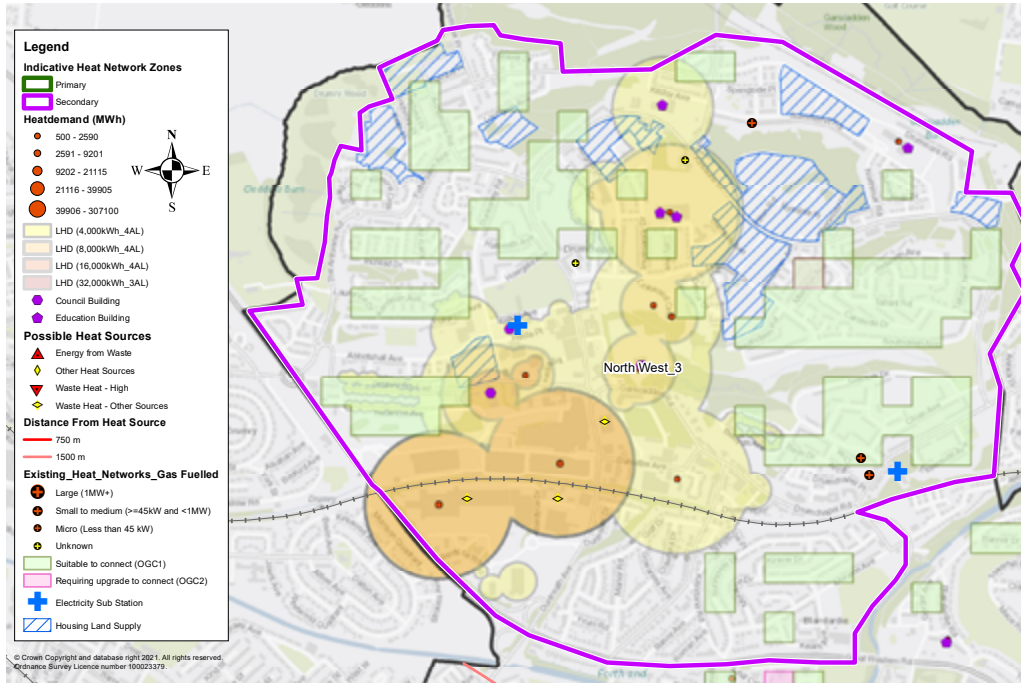 Legend
Indicative Heat Network Zones
Primary
Secondary
Heatdemand (MWh)
500 - 2590
2591 - 9201
9202 - 21115
21116 - 39905
39906 - 307100
N
W
E
S
LHD (4,000kWh_4AL)
LHD (8,000kWh_4AL)
LHD (16,000kWh_4AL)
LHD (32,000kWh_3AL)
Council Building
Education Building
Possible Heat Sources
Energy from Waste
Other Heat Sources
Waste Heat - High
Waste Heat - Other Sources
Distance From Heat Source
750 m
1500 m
Existing_Heat_Networks_Gas Fuelled
Large (1MW+)
Small to medium (>=45kW and <1MW)
Micro (Less than 45 kW)
Unknown
Suitable to connect (OGC1)
Requiring upgrade to connect (OGC2)
Electricity Sub Station
Housing Land Supply
© Crown Copyright and database right 2021. All rights reserved.
Ordnance Survey Licence number 100023379.
Garscadden
Wood
North West_3